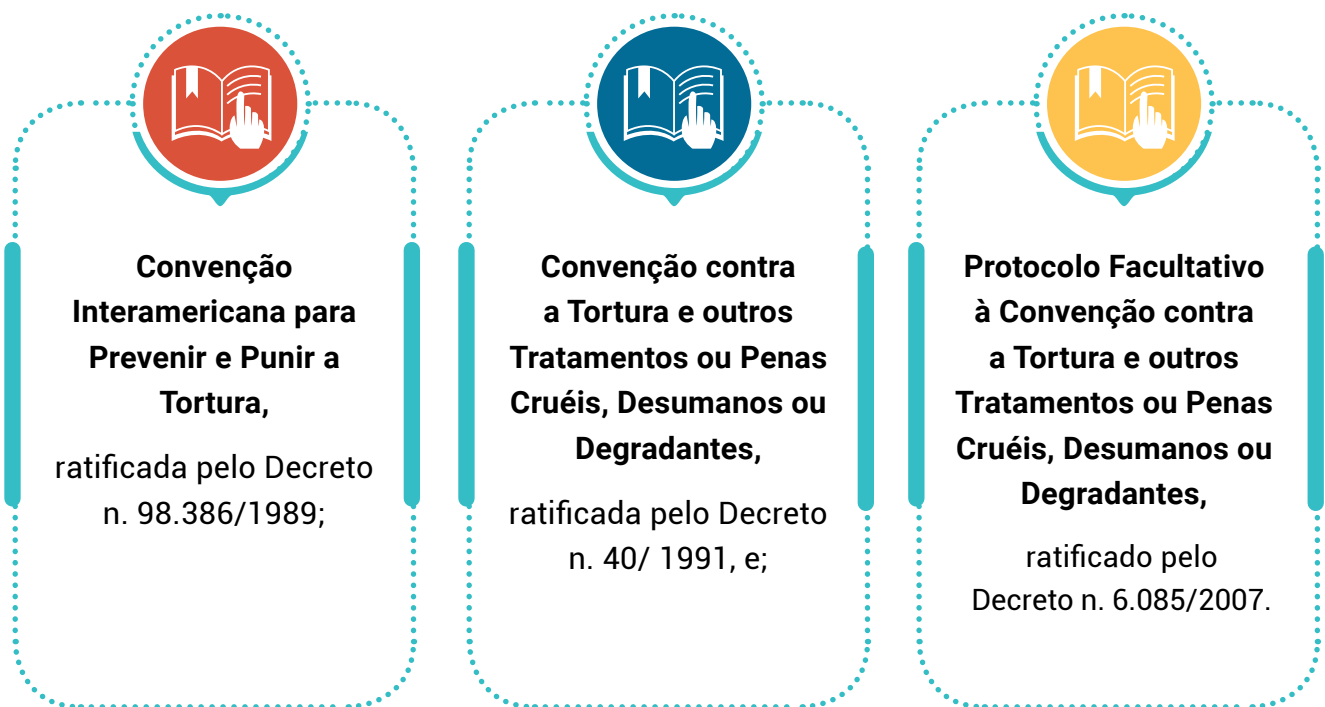 Convenção
Interamericana para
Prevenir e Punir a
Tortura,
ratificada pelo Decreto
n. 98.386/1989;
Convenção contra
a Tortura e outros
Tratamentos ou Penas
Cruéis, Desumanos ou
Degradantes,
ratificada pelo Decreto
n. 40/ 1991, e;
Protocolo Facultativo
à Convenção contra
a Tortura e outros
Tratamentos ou Penas
Cruéis, Desumanos ou
Degradantes,
ratificado pelo
Decreto n. 6.085/2007.